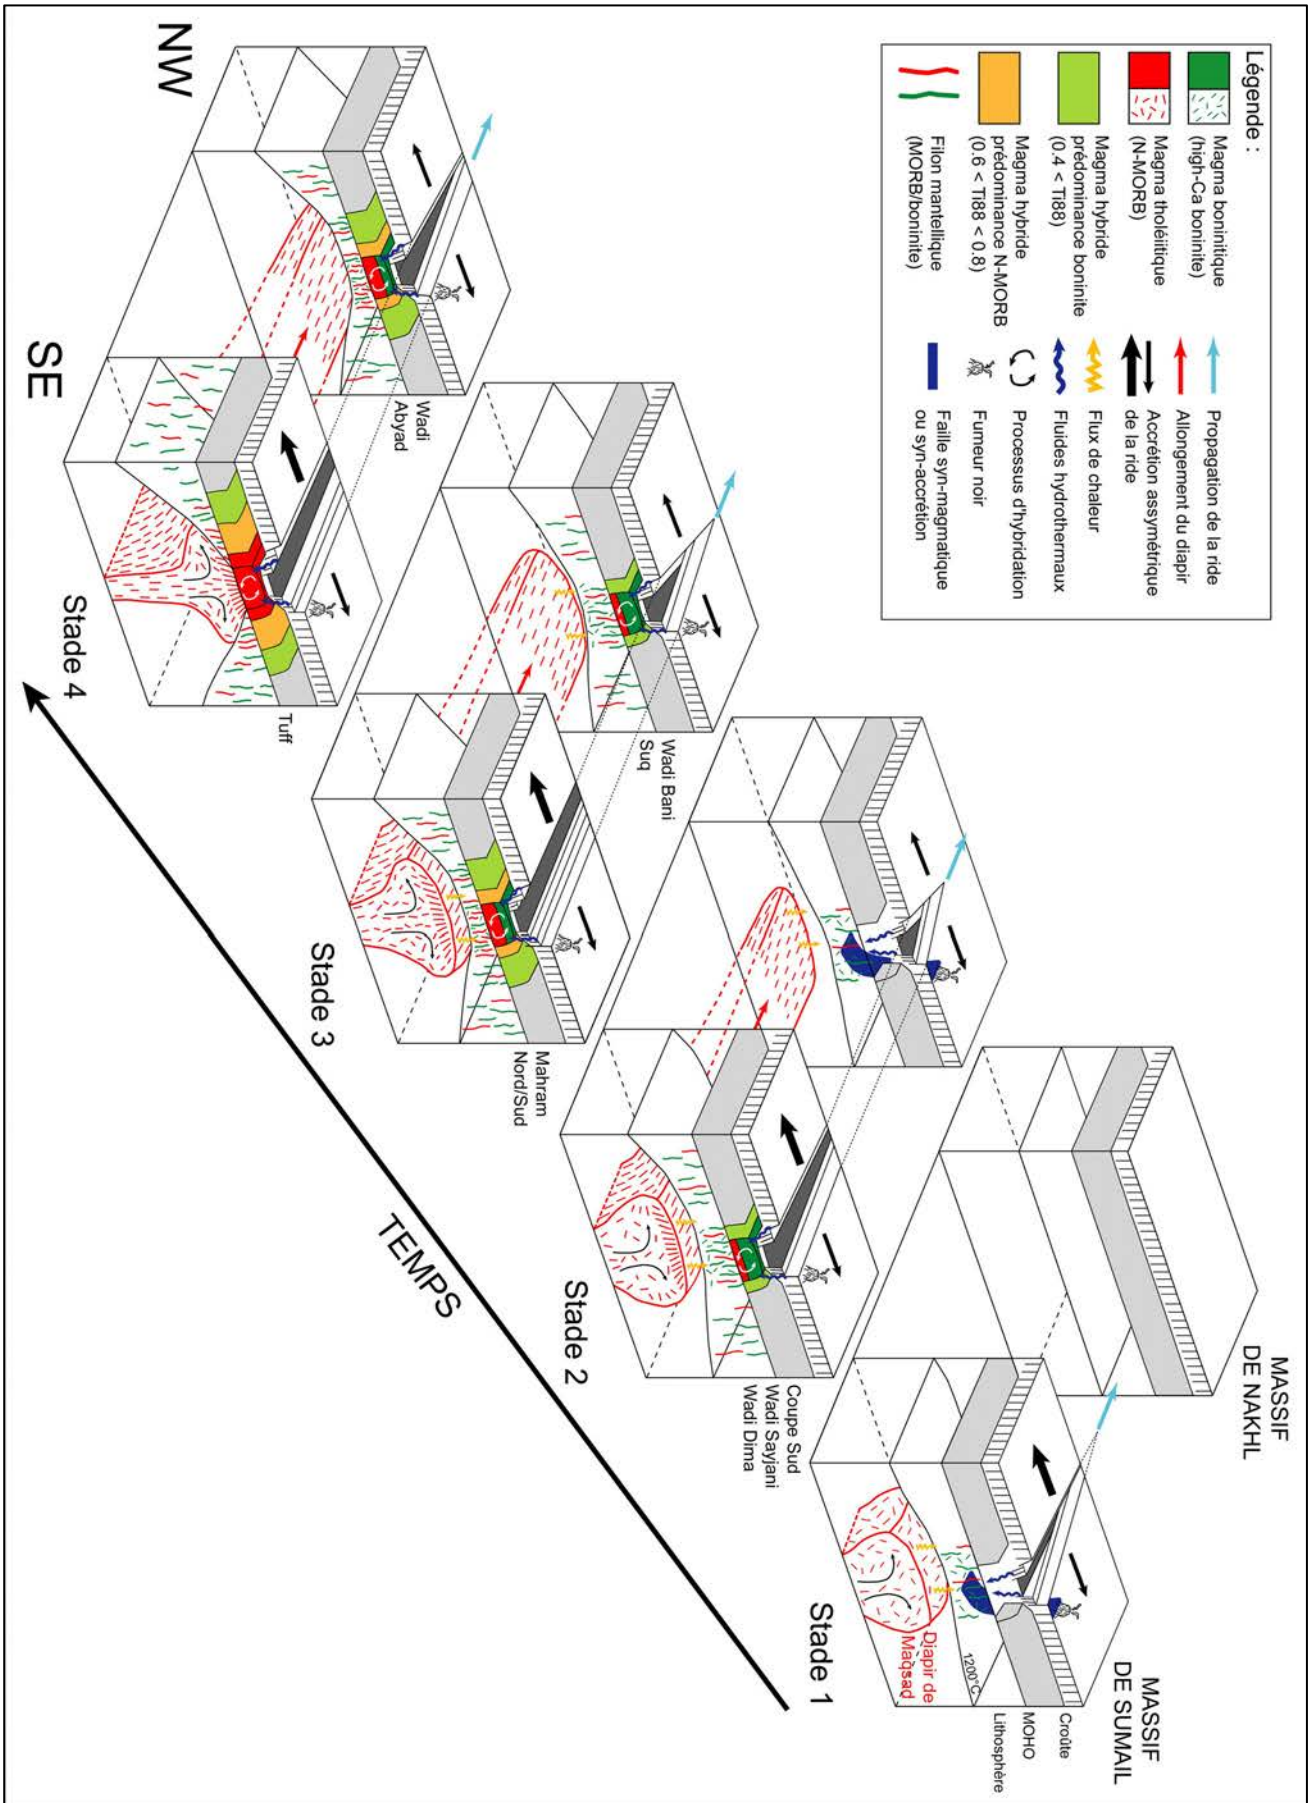 Légende :
Magma boninitique
(high-Ca boninite)
Magma tholéiitique
(N-MORB)
Magma hybride
prédominance boninite
(0.4 < Ti88)
Magma hybride
prédominance N-MORB
(0.6 < Ti88 < 0.8)
Filon mantellique
(MORB/boninite)
Propagation de la ride
Allongement du diapir
Accrétion assymétrique
de la ride
Flux de chaleur
Fluides hydrothermaux
Processus d'hybridation
Fumeur noir
Faille syn-magmatique
ou syn-accrétion
MASSIF
DE NAKHL
MASSIF
DE SUMAIL
Croûte
MOHO
Lithosphère
1200°C
Diapir de
Maqsad
Stade 1
Coupe Sud
Wadi Sayjani
Wadi Dima
Stade 2
Wadi Bani
Suq
Mahram
Nord/Sud
Stade 3
Wadi
Abyad
Tuff
Stade 4
TEMPS
NW
SE